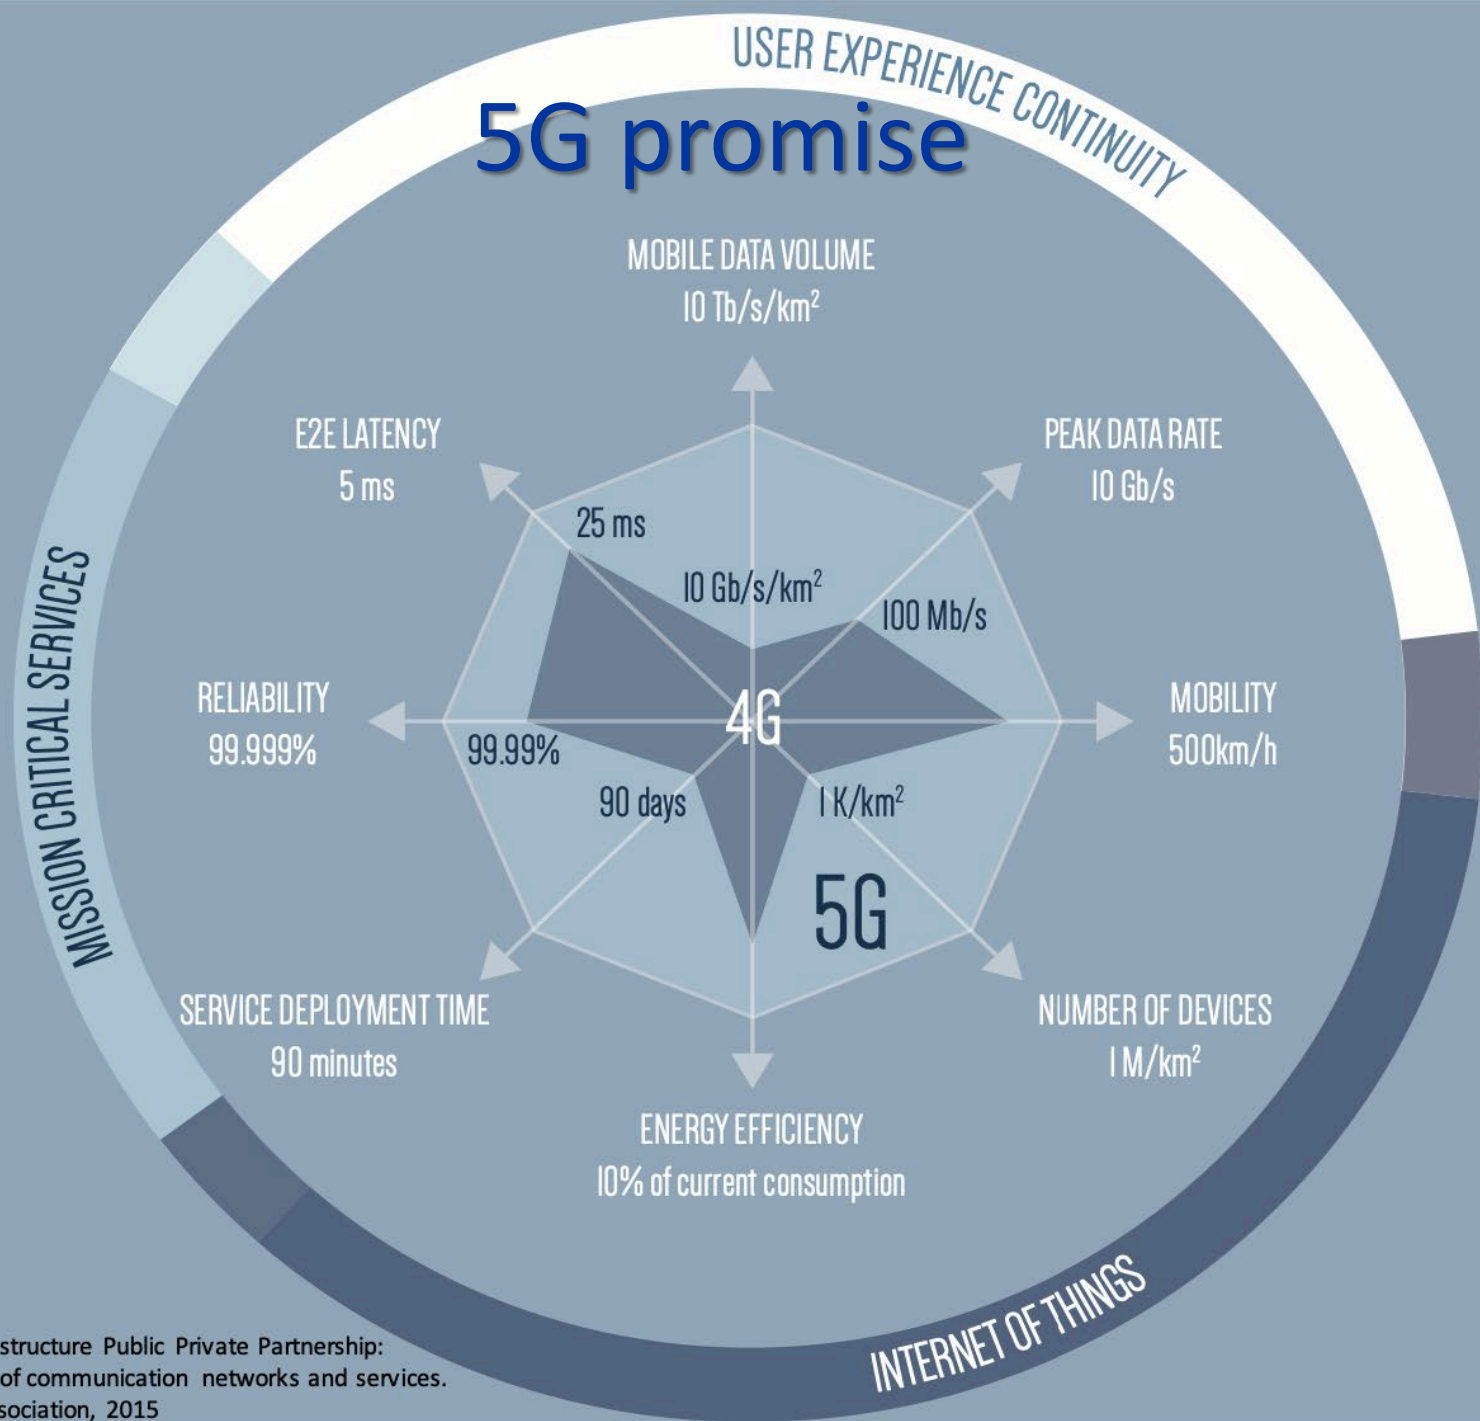 USER EXPERIENCE CONTINUITY
5G promise
MOBILE DATA VOLUME
10 Tb/s/km²
E2E LATENCY
5 ms
PEAK DATA RATE
10 Gb/s
25 ms
10 Gb/s/km²
100 Mb/s
MISSION CRITICAL SERVICES
RELIABILITY
99.999%
4G
MOBILITY
500km/h
99.99%
90 days
1 K/km²
5G
SERVICE DEPLOYMENT TIME
90 minutes
NUMBER OF DEVICES
1 M/km²
ENERGY EFFICIENCY
10% of current consumption
INTERNET OF THINGS
structure Public Private Partnership:
of communication networks and services.
sociation, 2015